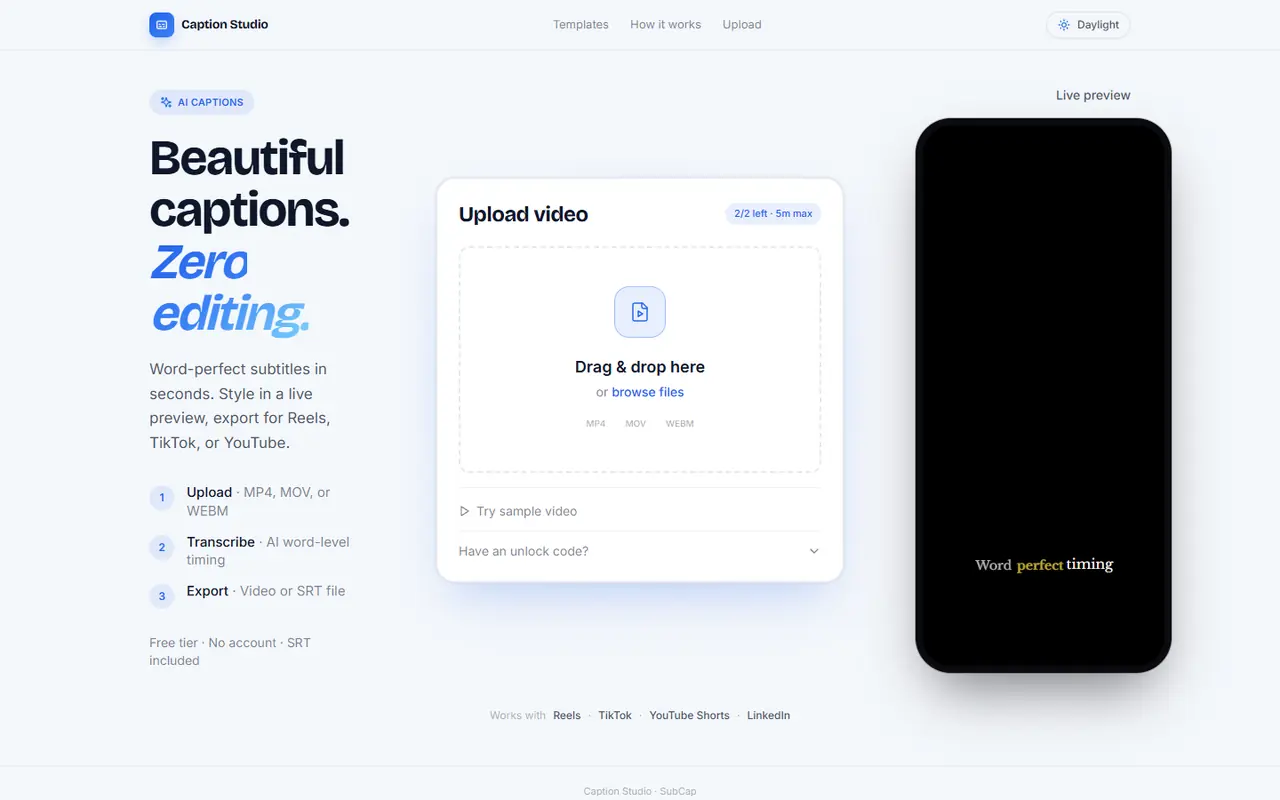 Caption Studio
Templates
How it works
Upload
Daylight
AI CAPTIONS
Beautiful
captions.
Zero
editing.
Word-perfect subtitles in
seconds. Style in a live
preview, export for Reels,
TikTok, or YouTube.
1
Upload · MP4, MOV, or
WEBM
2
Transcribe · AI word-level
timing
3
Export · Video or SRT file
Free tier · No account · SRT
included
Upload video
2/2 left · 5m max
Drag & drop here
or browse files
MP4 MOV WEBM
Try sample video
Have an unlock code?
Live preview
Word perfect timing
Works with Reels · TikTok · YouTube Shorts · LinkedIn
Caption Studio · SubCap